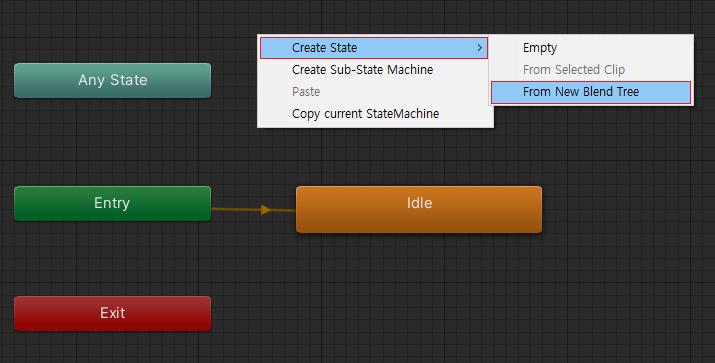 Any State
Create State
Create Sub-State Machine
Paste
Copy current StateMachine
Empty
From Selected Clip
From New Blend Tree
Entry
Idle
Exit